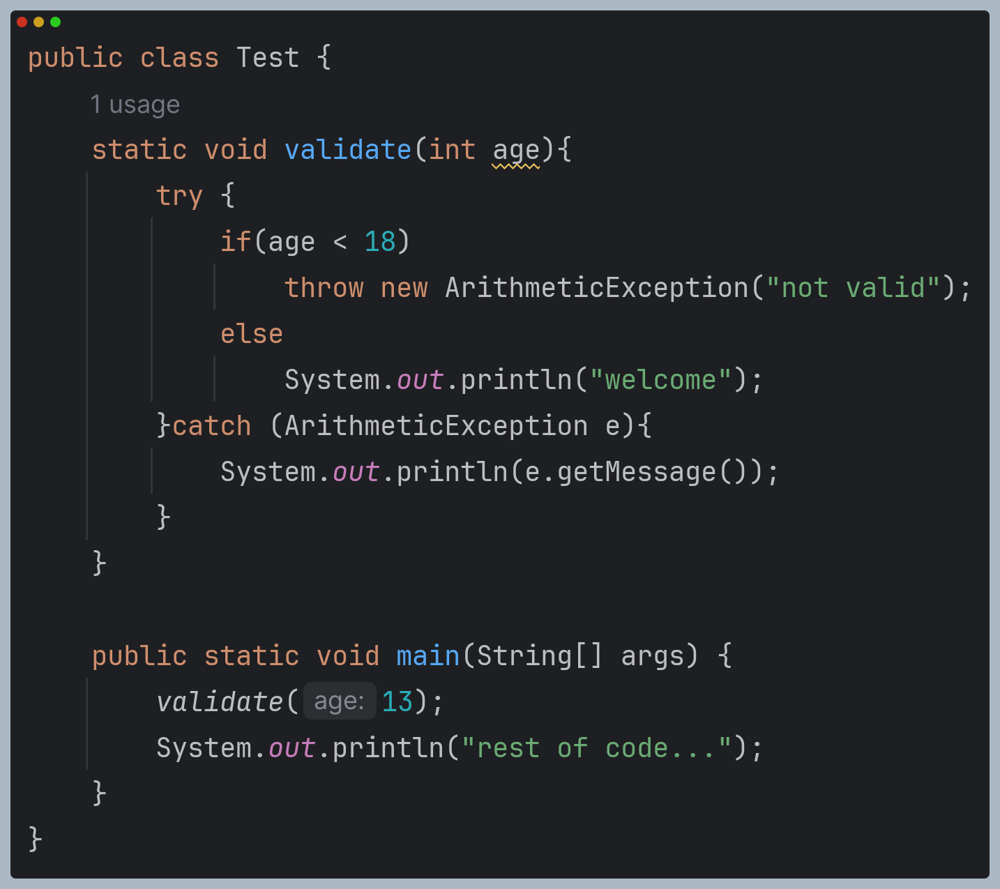 public class Test {
1 usage
static void validate(int age){
try {
if(age < 18)
throw new ArithmeticException("not valid");
else
System.out.println("welcome");
}catch (ArithmeticException e){
System.out.println(e.getMessage());
}
}
public static void main(String[] args) {
validate( age: 13);
System.out.println("rest of code...");
}
}